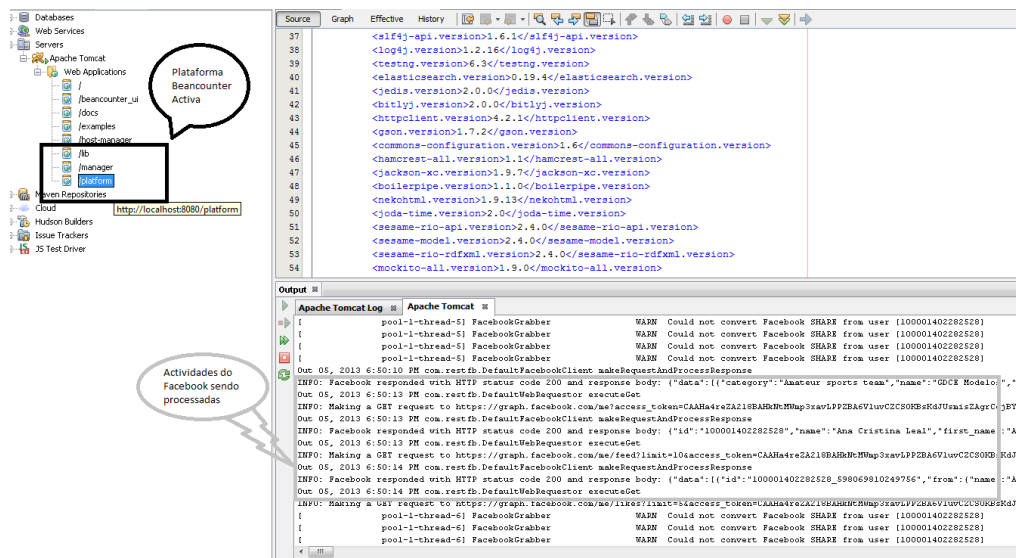 Databases
Web Services
Servers
Apache Tomcat
Web Applications
/
/beancounter_ui
/docs
/examples
/host-manager
/lib
/manager
/platform
Maven Repositories
Cloud
http://localhost:8080/platform
Hudson Builders
Issue Trackers
JS Test Driver
Plataforma
Beancounter
Activa
Source Graph Effective History
37 <slf4j-api.version>1.6.1</slf4j-api.version>
38 <log4j.version>1.2.16</log4j.version>
39 <testng.version>6.3</testng.version>
40 <elasticsearch.version>0.19.4</elasticsearch.version>
41 <jedis.version>2.0.0</jedis.version>
42 <bitlyj.version>2.0.0</bitlyj.version>
43 <httpclient.version>4.2.1</httpclient.version>
44 <gson.version>1.7.2</gson.version>
45 <commons-configuration.version>1.6</commons-configuration.version>
46 <hamcrest-all.version>1.1</hamcrest-all.version>
47 <jackson-xc.version>1.9.7</jackson-xc.version>
48 <boilerpipe.version>1.1.0</boilerpipe.version>
49 <nekohtml.version>1.9.13</nekohtml.version>
50 <joda-time.version>2.0</joda-time.version>
51 <sesame-rio-api.version>2.4.0</sesame-rio-api.version>
52 <sesame-model.version>2.4.0</sesame-model.version>
53 <sesame-rio-rdfxml.version>2.4.0</sesame-rio-rdfxml.version>
54 <mockito-all.version>1.9.0</mockito-all.version>
Output
Apache Tomcat Log Apache Tomcat
[ pool-1-thread-5] FacebookGrabber WARN Could not convert Facebook SHARE from user [100001402282528]
[ pool-1-thread-5] FacebookGrabber WARN Could not convert Facebook SHARE from user [100001402282528]
[ pool-1-thread-5] FacebookGrabber WARN Could not convert Facebook SHARE from user [100001402282528]
[ pool-1-thread-5] FacebookGrabber WARN Could not convert Facebook SHARE from user [100001402282528]
Out 05, 2013 6:50:10 PM com.restfb.DefaultFacebookClient makeRequestAndProcessResponse
INFO: Facebook responded with HTTP status code 200 and response body: {"data":[{"category":"Amateur sports team","name":"GDCE Modelos","
Out 05, 2013 6:50:13 PM com.restfb.DefaultWebRequestor executeGet
INFO: Making a GET request to https://graph.facebook.com/me?access_token=
Out 05, 2013 6:50:13 PM com.restfb.DefaultFacebookClient makeRequestAndProcessResponse
INFO: Facebook responded with HTTP status code 200 and response body: {"id":"100001402282528","name":"Ana Cristina Leal","first_name":"A
Out 05, 2013 6:50:13 PM com.restfb.DefaultWebRequestor executeGet
INFO: Making a GET request to https://graph.facebook.com/me/feed?limit=10&access_token=
Out 05, 2013 6:50:14 PM com.restfb.DefaultFacebookClient makeRequestAndProcessResponse
INFO: Facebook responded with HTTP status code 200 and response body: {"data":[{"id":"100001402282528_598069810249756","from":{"name":"A
Out 05, 2013 6:50:14 PM com.restfb.DefaultWebRequestor executeGet
INFO: Making a GET request to https://graph.facebook.com/me/likes?limit=5&access_token=
[ pool-1-thread-6] FacebookGrabber WARN Could not convert Facebook SHARE from user [100001402282528]
[ pool-1-thread-6] FacebookGrabber WARN Could not convert Facebook SHARE from user [100001402282528]
[ pool-1-thread-6] FacebookGrabber WARN Could not convert Facebook SHARE from user [100001402282528]
Actividades do
Facebook sendo
processadas